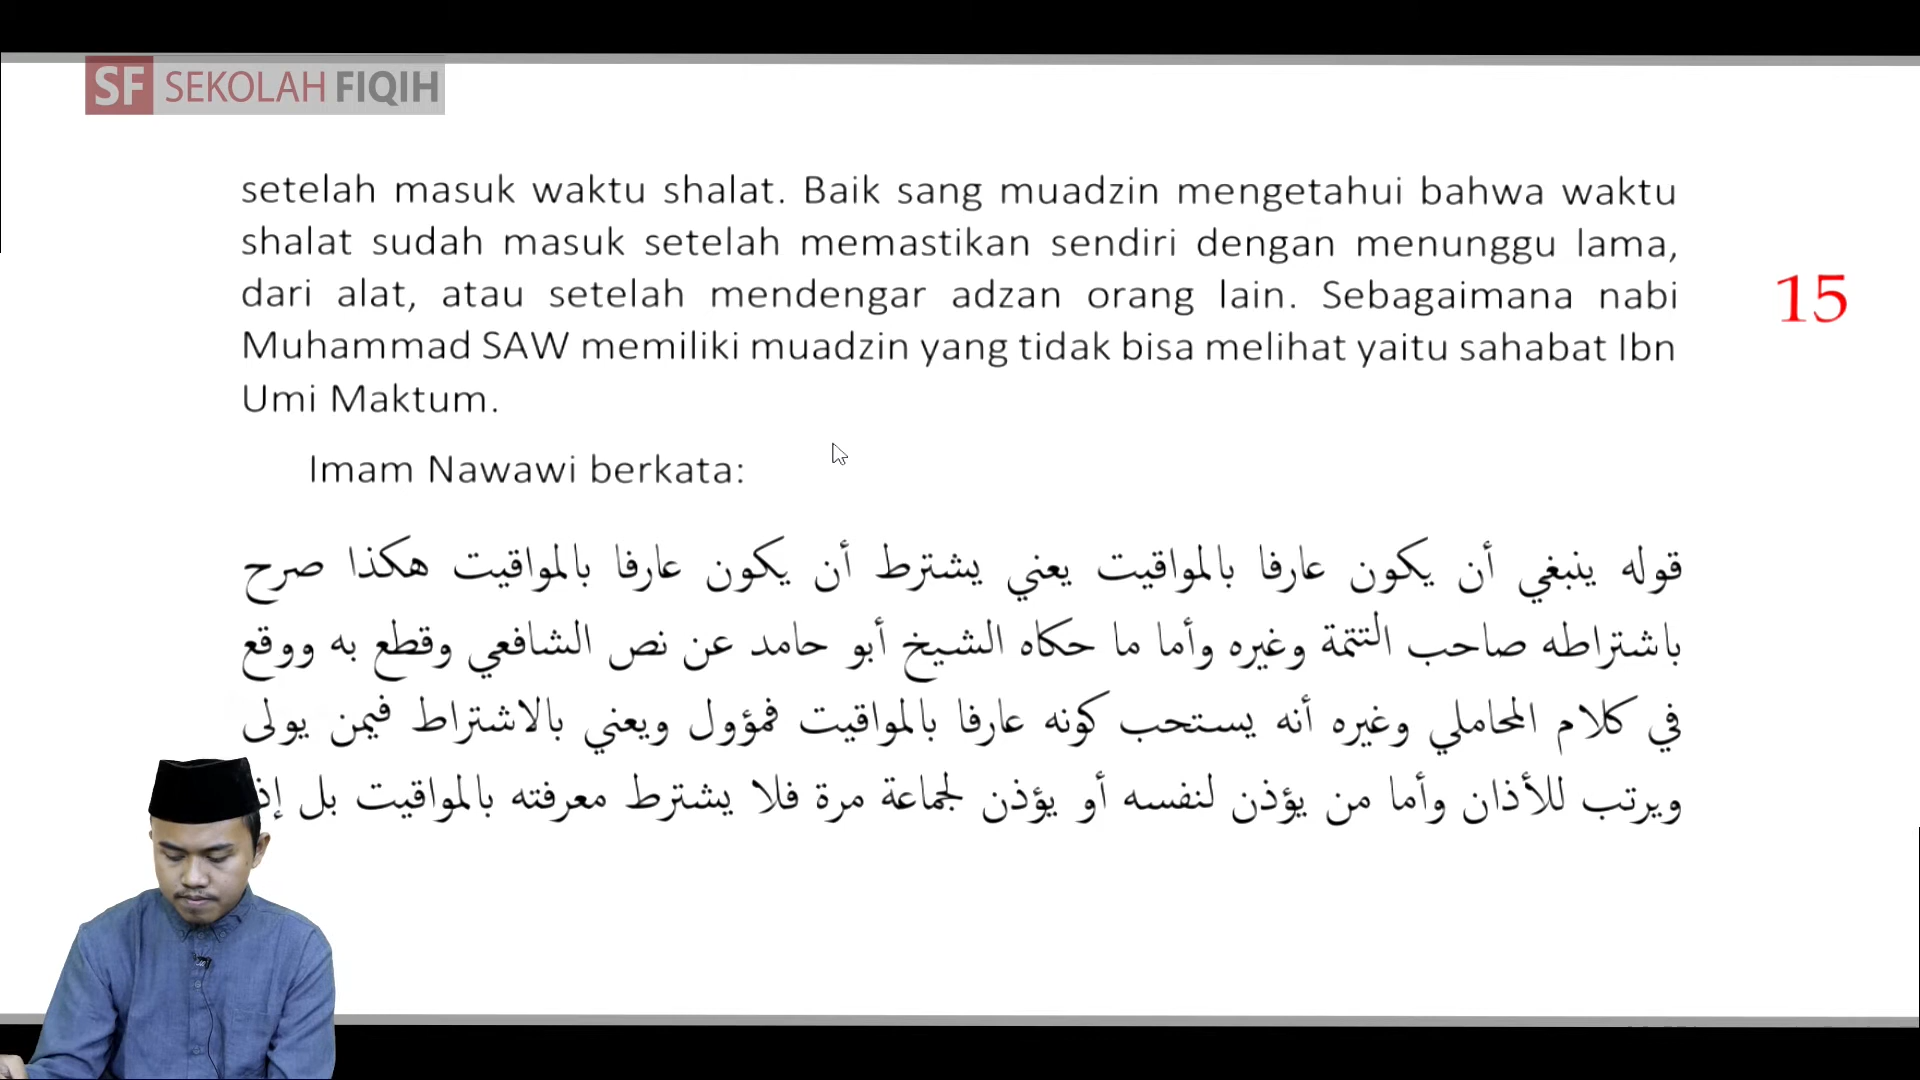 SF SEKOLAH FIQIH
setelah masuk waktu shalat. Baik sang muadzin mengetahui bahwa waktu
shalat sudah masuk setelah memastikan sendiri dengan menunggu lama,
dari alat, atau setelah mendengar adzan orang lain. Sebagaimana nabi
15
Muhammad SAW memiliki muadzin yang tidak bisa melihat yaitu sahabat Ibn
Umi Maktum.
Imam Nawawi berkata:
قوله ينبغي أن يكون عارفا بالمواقيت يعني يشترط أن يكون عارفا بالمواقيت هكذا صرح
باشتراطه صاحب التتمة وغيره وأما ما حكاه الشيخ أبو حامد عن نص الشافعي وقطع به ووقع
في كلام المحاملي وغيره أنه يستحب كونه عارفا بالمواقيت فمؤول ويعني بالاشتراط فيمن يولى
ويرتب للأذان وأما من يؤذن لنفسه أو يؤذن لجماعة مرة فلا يشترط معرفته بالمواقيت بل